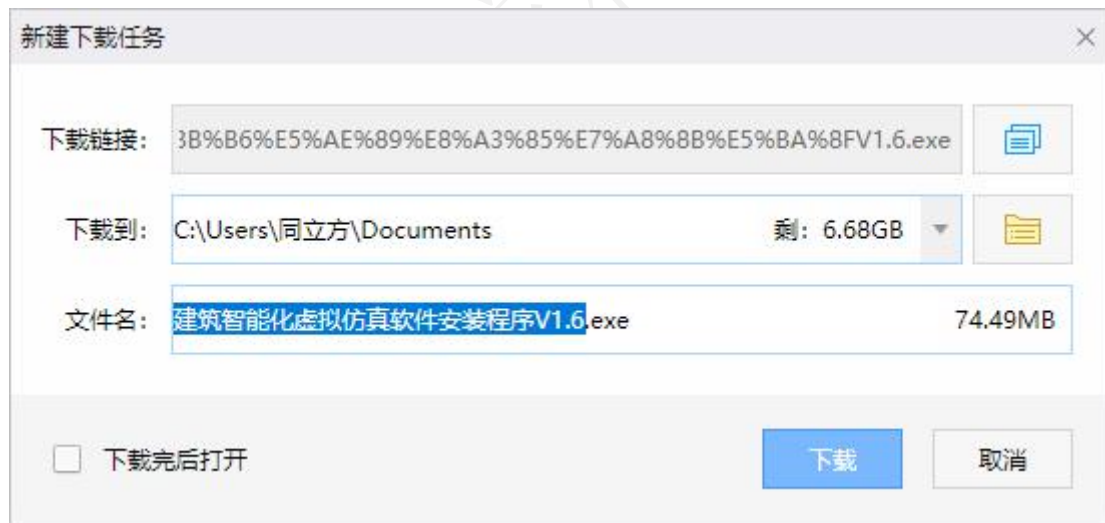 新建下载任务
下载链接: 3B%B6%E5%AE%89%E8%A3%85%E7%A8%8B%E5%BA%8FV1.6.exe
下载到: C:\Users\同立方\Documents 剩: 6.68GB
文件名: 建筑智能化虚拟仿真软件安装程序V1.6.exe 74.49MB
下载完后打开 下载 取消